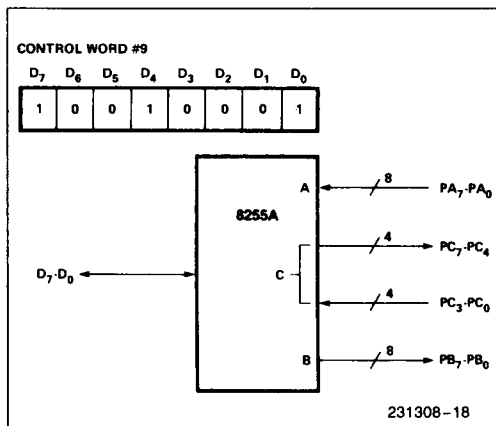 CONTROL WORD #9
D7 D6 D5 D4 D3 D2 D1 D0
1 0 0 1 0 0 0 1
A 8 PA7-PA0
8255A
4 PC7-PC4
D7-D0 C
4 PC3-PC0
B 8 PB7-PB0
231308-18